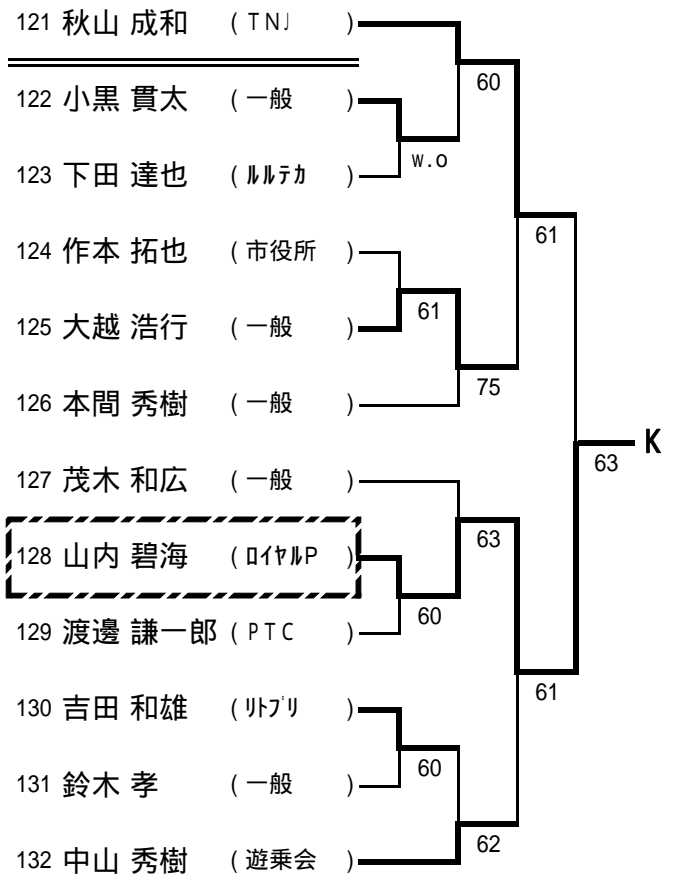 121 秋山 成和 ( TNJ )
60
122 小黒 貫太 ( 一般 )
w.o
123 下田 達也 ( ﾙﾙﾃｶ )
61
124 作本 拓也 ( 市役所 )
61
125 大越 浩行 ( 一般 )
75
126 本間 秀樹 ( 一般 )
K
63
127 茂木 和広 ( 一般 )
63
128 山内 碧海 ( ﾛｲﾔﾙP )
60
129 渡邊 謙一郎 ( PTC )
61
130 吉田 和雄 ( ﾘﾄﾌﾟﾘ )
60
131 鈴木 孝 ( 一般 )
62
132 中山 秀樹 ( 遊乗会 )